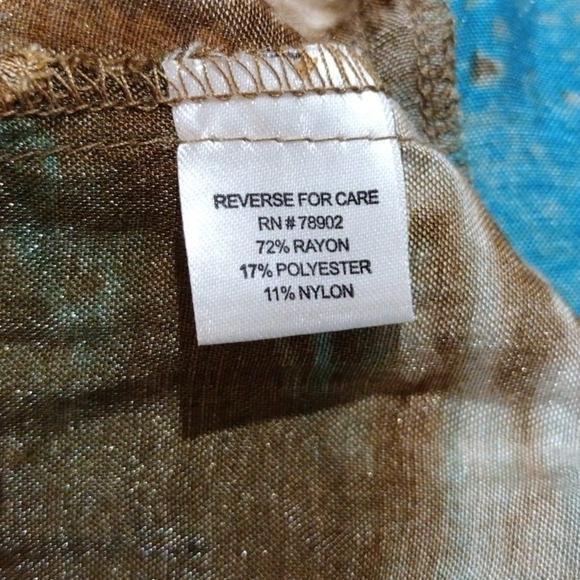 REVERSE FOR CARE
RN # 78902
72% RAYON
17% POLYESTER
11% NYLON